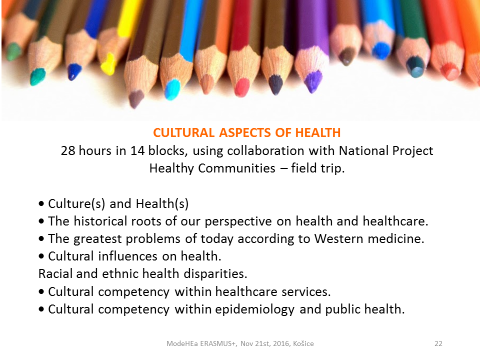 CULTURAL ASPECTS OF HEALTH
28 hours in 14 blocks, using collaboration with National Project
Healthy Communities – field trip.
• Culture(s) and Health(s)
• The historical roots of our perspective on health and healthcare.
• The greatest problems of today according to Western medicine.
• Cultural influences on health.
Racial and ethnic health disparities.
• Cultural competency within healthcare services.
• Cultural competency within epidemiology and public health.
ModeHEa ERASMUS+, Nov 21st, 2016, Košice
22